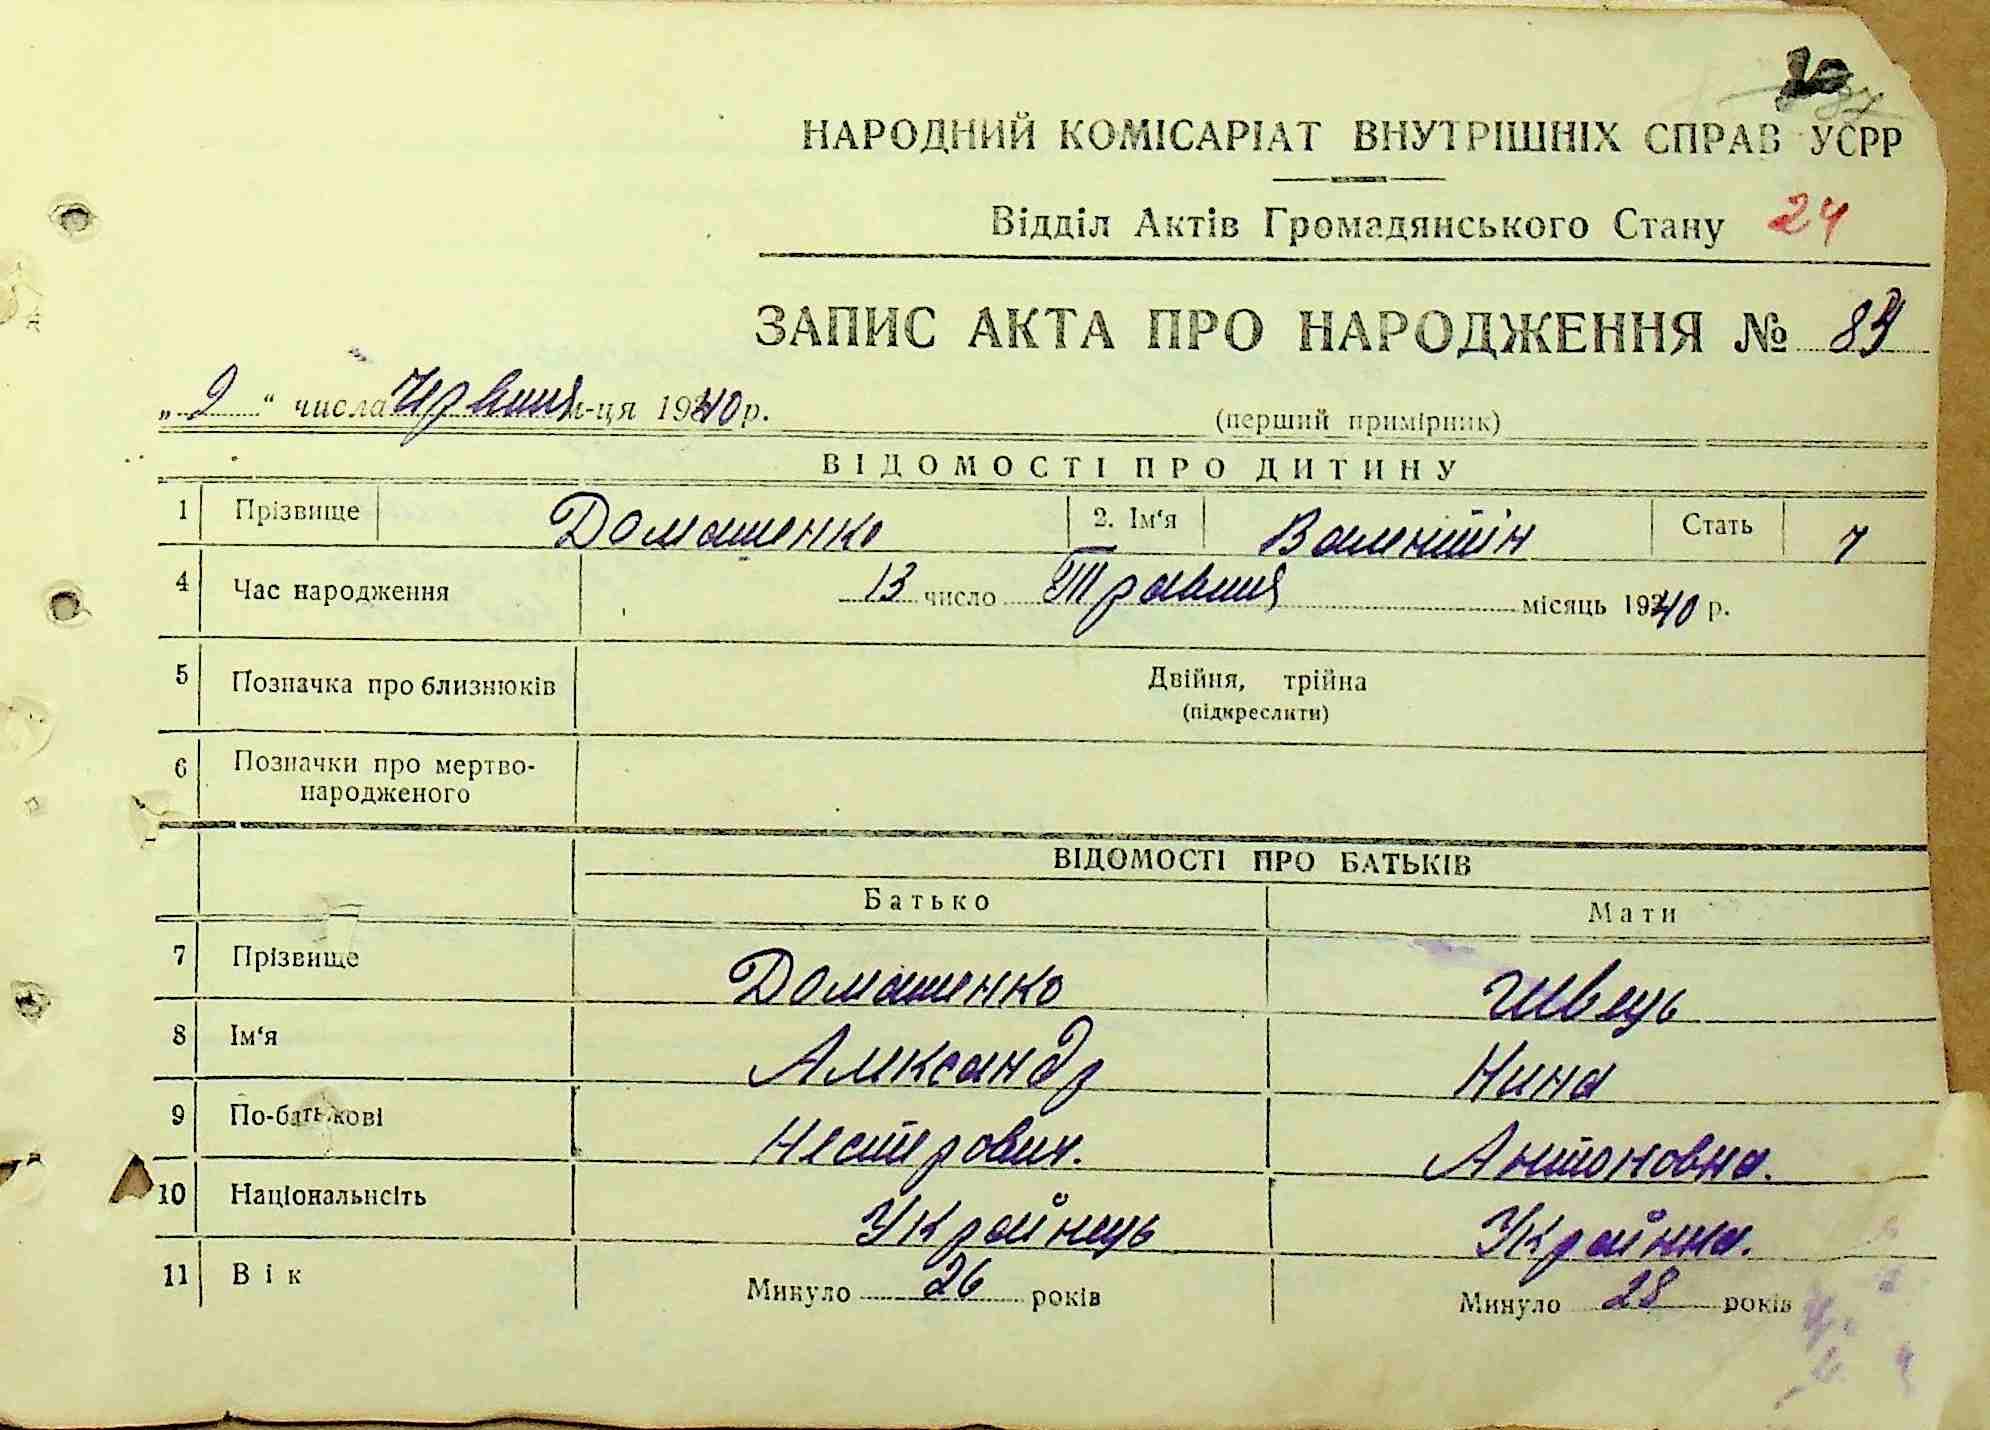 24
НАРОДНИЙ КОМІСАРІАТ ВНУТРІШНІХ СПРАВ УСРР
Відділ Актів Громадянського Стану
ЗАПИС АКТА ПРО НАРОДЖЕННЯ №
„ 2 “ числа Червня м-ця 1940 р.
(перший примірник)
ВІДОМОСТІ ПРО ДИТИНУ
1 Прізвище Домашенко 2. Ім‘я Валентін Стать ч
4 Час народження 13 число Травня місяць 1940 р.
5 Позначка про близнюків Двійня, трійна
(підкреслити)
6 Позначки про мертво-
народженого
ВІДОМОСТІ ПРО БАТЬКІВ
Батько Мати
7 Прізвище Домашенко Швець
8 Ім‘я Александр Нина
9 По-батькові Нестерович. Антоновна.
10 Національнсіть Українець Українка.
11 Вік Минуло 26 років Минуло 28 років